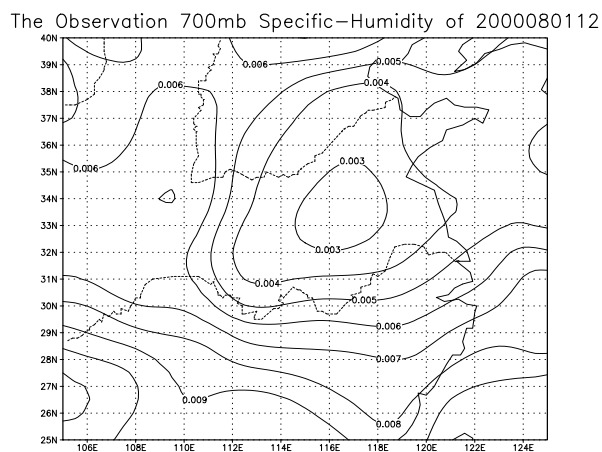 The Observation 700mb Specific-Humidity of 2000080112
40N
39N
38N
37N
36N
35N
34N
33N
32N
31N
30N
29N
28N
27N
26N
25N
0.006
0.005
0.006
0.004
0.006
0.003
0.003
0.004
0.005
0.006
0.007
0.009
0.008
106E 108E 110E 112E 114E 116E 118E 120E 122E 124E